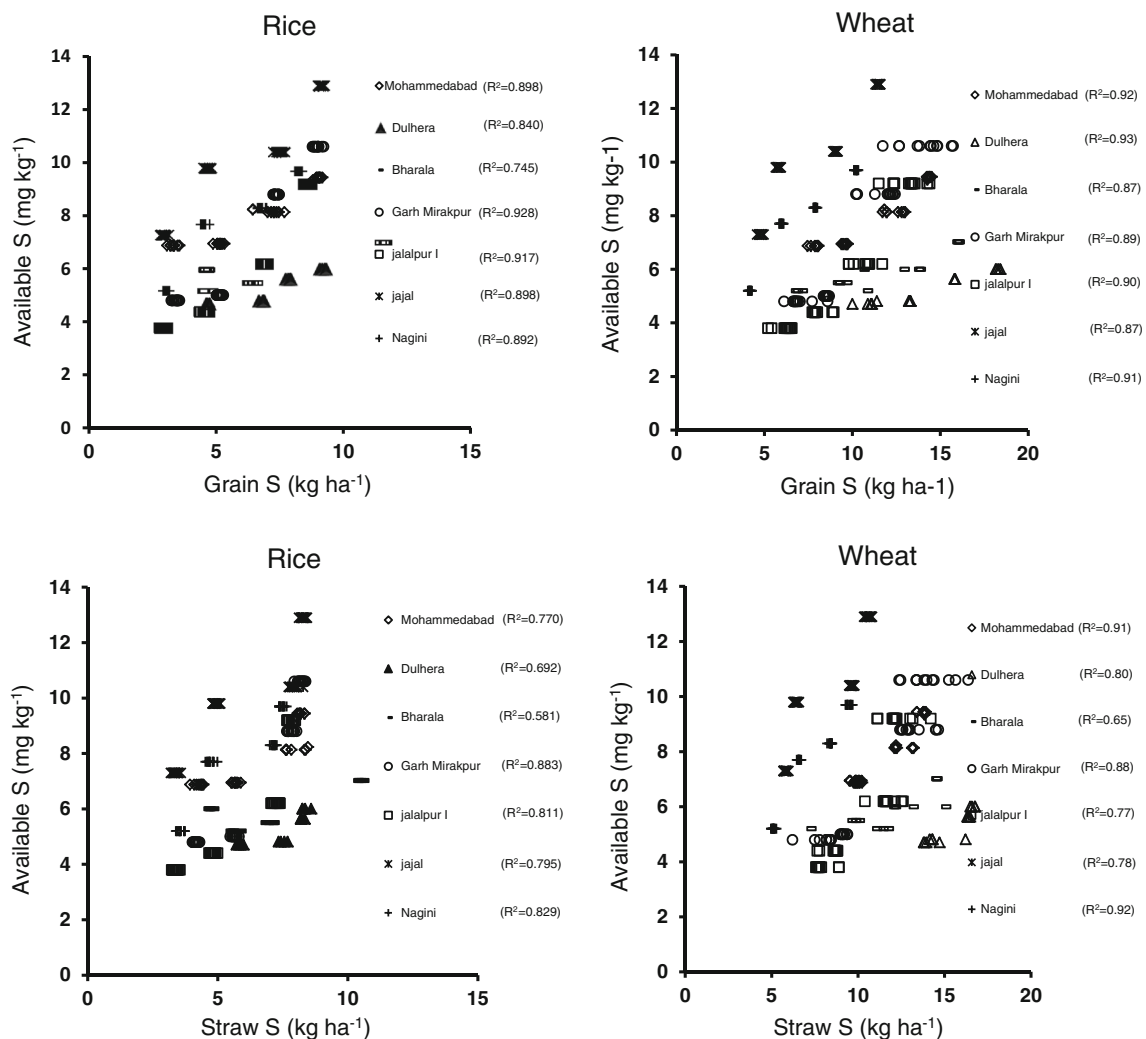 Rice
Available S (mg kg-1)
14
12
10
8
6
4
2
0
0 5 10 15
Grain S (kg ha-1)
Mohammedabad (R²=0.898)
Dulhera (R²=0.840)
Bharala (R²=0.745)
Garh Mirakpur (R²=0.928)
jalalpur I (R²=0.917)
jajal (R²=0.898)
Nagini (R²=0.892)
Wheat
Available S (mg kg-1)
14
12
10
8
6
4
2
0
0 5 10 15 20
Grain S (kg ha-1)
Mohammedabad (R²=0.92)
Dulhera (R²=0.93)
Bharala (R²=0.87)
Garh Mirakpur (R²=0.89)
jalalpur I (R²=0.90)
jajal (R²=0.87)
Nagini (R²=0.91)
Rice
Available S (mg kg-1)
14
12
10
8
6
4
2
0
0 5 10 15
Straw S (kg ha-1)
Mohammedabad (R²=0.770)
Dulhera (R²=0.692)
Bharala (R²=0.581)
Garh Mirakpur (R²=0.883)
jalalpur I (R²=0.811)
jajal (R²=0.795)
Nagini (R²=0.829)
Wheat
Available S (mg kg-1)
14
12
10
8
6
4
2
0
0 5 10 15 20
Straw S (kg ha-1)
Mohammedabad (R²=0.91)
Dulhera (R²=0.80)
Bharala (R²=0.65)
Garh Mirakpur (R²=0.88)
jalalpur I (R²=0.77)
jajal (R²=0.78)
Nagini (R²=0.92)